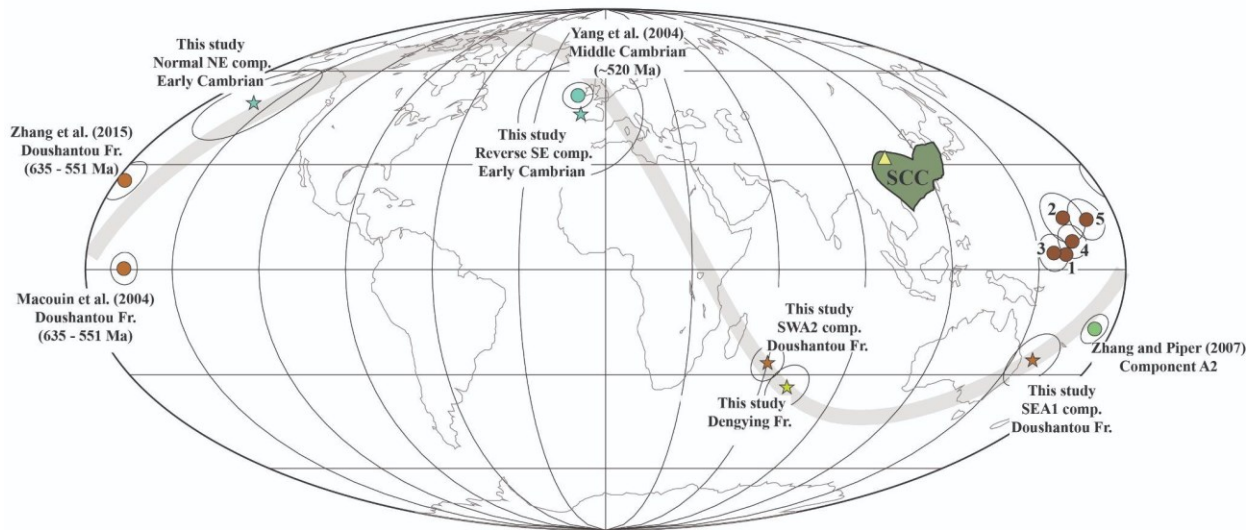 This study
Normal NE comp.
Early Cambrian
Yang et al. (2004)
Middle Cambrian
(~520 Ma)
Zhang et al. (2015)
Doushantou Fr.
(635 - 551 Ma)
This study
Reverse SE comp.
Early Cambrian
SCC
2
5
4
3
1
Macouin et al. (2004)
Doushantou Fr.
(635 - 551 Ma)
This study
SWA2 comp.
Doushantou Fr.
Zhang and Piper (2007)
Component A2
This study
Dengying Fr.
This study
SEA1 comp.
Doushantou Fr.